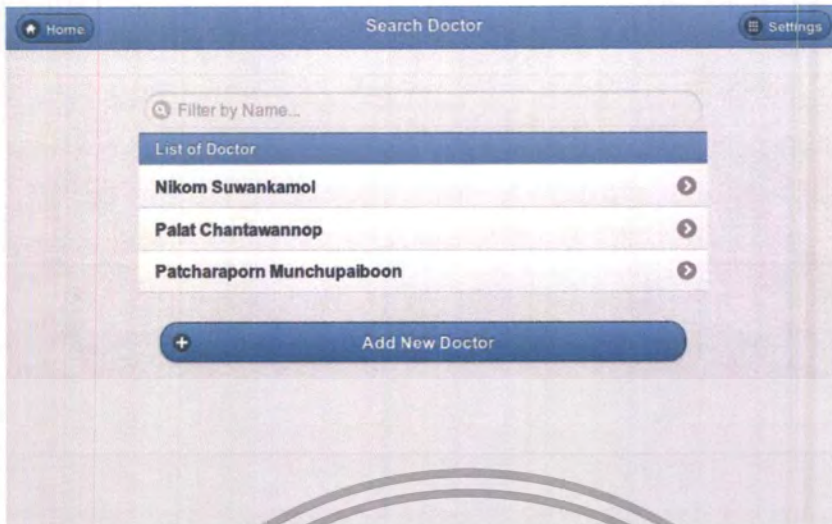 Home
Search Doctor
Settings
Filter by Name...
List of Doctor
Nikom Suwankamol
Palat Chantawannop
Patcharaporn Munchupaiboon
Add New Doctor